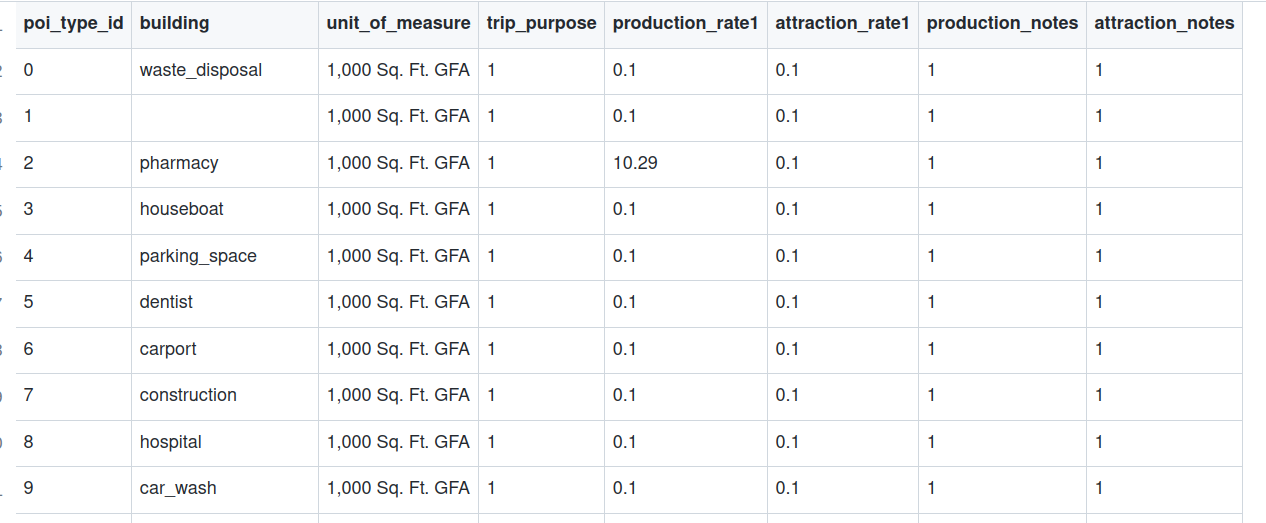 poi_type_id building unit_of_measure trip_purpose production_rate1 attraction_rate1 production_notes attraction_notes
0 waste_disposal 1,000 Sq. Ft. GFA 1 0.1 0.1 1 1
1 1,000 Sq. Ft. GFA 1 0.1 0.1 1 1
2 pharmacy 1,000 Sq. Ft. GFA 1 10.29 0.1 1 1
3 houseboat 1,000 Sq. Ft. GFA 1 0.1 0.1 1 1
4 parking_space 1,000 Sq. Ft. GFA 1 0.1 0.1 1 1
5 dentist 1,000 Sq. Ft. GFA 1 0.1 0.1 1 1
6 carport 1,000 Sq. Ft. GFA 1 0.1 0.1 1 1
7 construction 1,000 Sq. Ft. GFA 1 0.1 0.1 1 1
8 hospital 1,000 Sq. Ft. GFA 1 0.1 0.1 1 1
9 car_wash 1,000 Sq. Ft. GFA 1 0.1 0.1 1 1